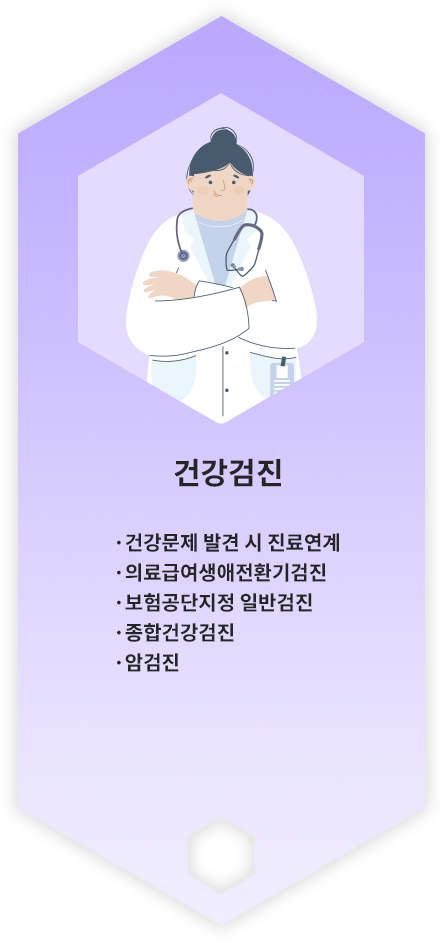 건강검진
· 건강문제 발견 시 진료연계
· 의료급여생애전환기검진
· 보험공단지정 일반검진
· 종합건강검진
· 암검진